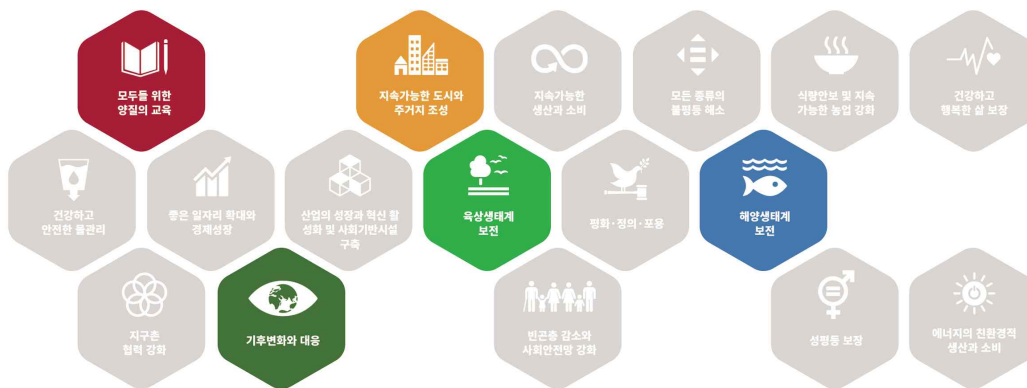 모두를 위한
양질의 교육
지속가능한 도시와
주거지 조성
지속가능한
생산과 소비
모든 종류의
불평등 해소
식량안보 및 지속
가능한 농업 강화
건강하고
행복한 삶 보장
건강하고
안전한 물관리
좋은 일자리 확대와
경제성장
산업의 성장과 혁신 활
성화 및 사회기반시설
구축
육상생태계
보전
평화·정의·포용
해양생태계
보전
지구촌
협력 강화
기후변화와 대응
빈곤층 감소와
사회안전망 강화
성평등 보장
에너지의 친환경적
생산과 소비